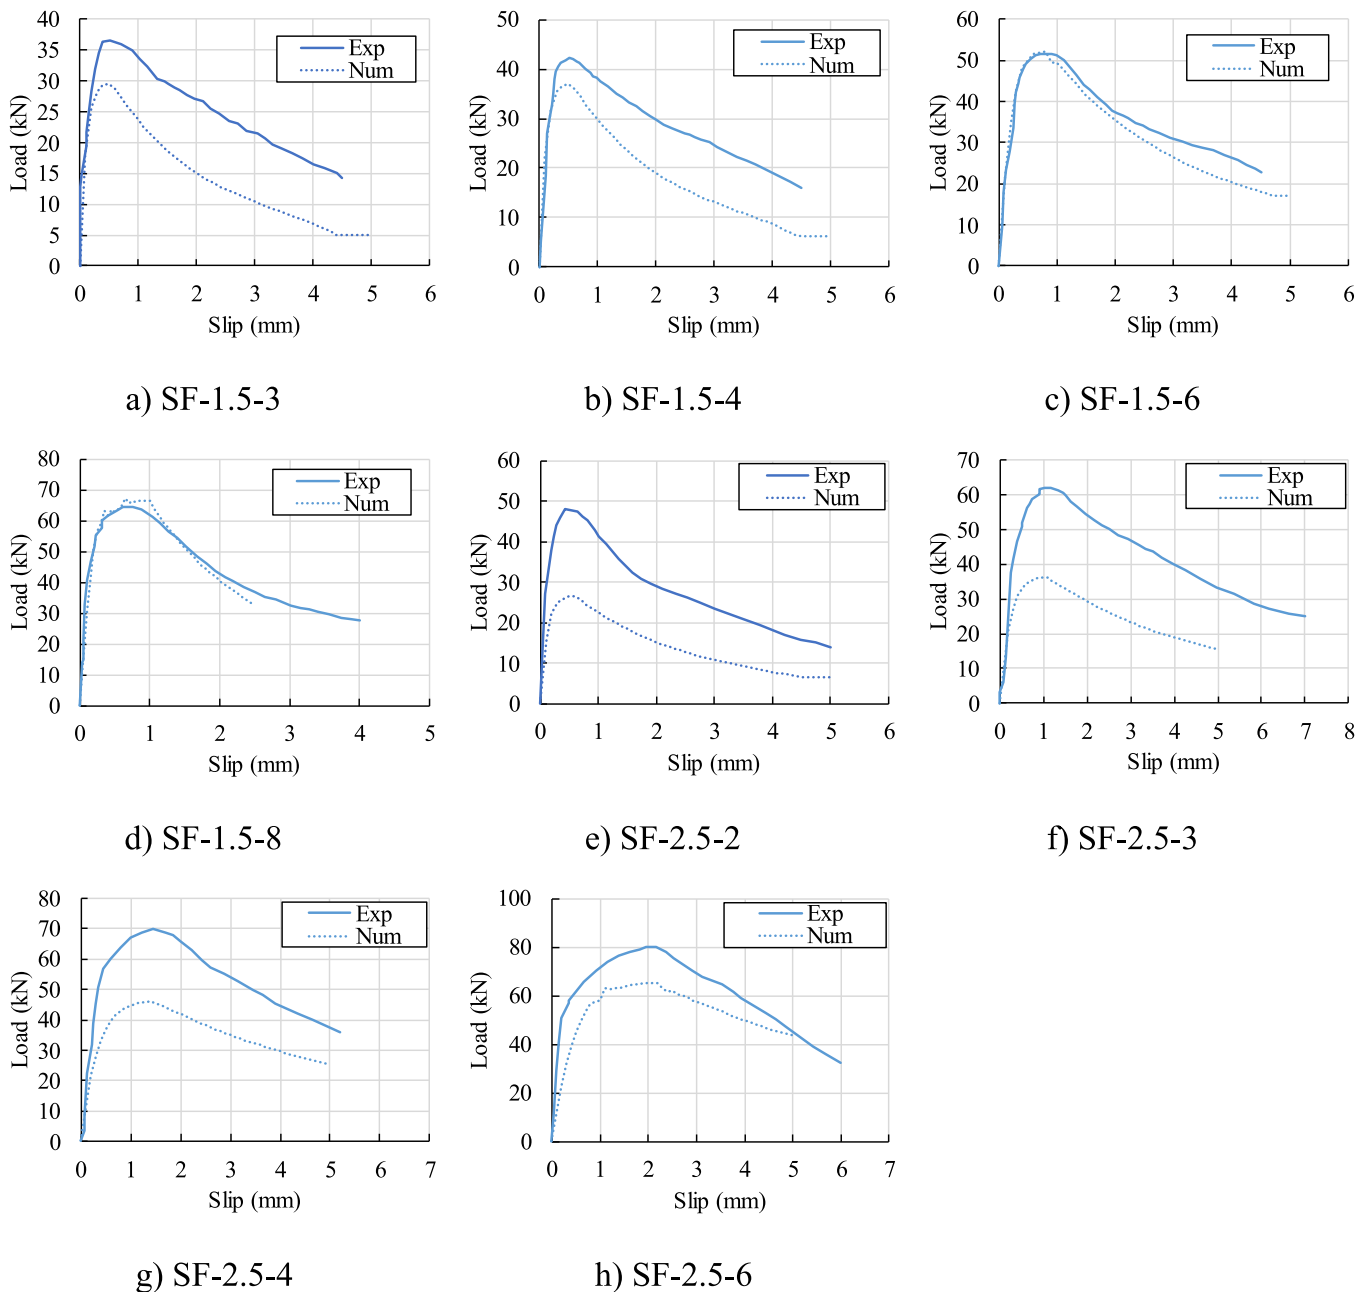 Load (kN)
40
35
30
25
20
15
10
5
0
Exp
Num
0 1 2 3 4 5 6
Slip (mm)
a) SF-1.5-3
Load (kN)
50
40
30
20
10
0
Exp
Num
0 1 2 3 4 5 6
Slip (mm)
b) SF-1.5-4
Load (kN)
60
50
40
30
20
10
0
Exp
Num
0 1 2 3 4 5 6
Slip (mm)
c) SF-1.5-6
Load (kN)
80
70
60
50
40
30
20
10
0
Exp
Num
0 1 2 3 4 5
Slip (mm)
d) SF-1.5-8
Load (kN)
60
50
40
30
20
10
0
Exp
Num
0 1 2 3 4 5 6
Slip (mm)
e) SF-2.5-2
Load (kN)
70
60
50
40
30
20
10
0
Exp
Num
0 1 2 3 4 5 6 7 8
Slip (mm)
f) SF-2.5-3
Load (kN)
80
70
60
50
40
30
20
10
0
Exp
Num
0 1 2 3 4 5 6 7
Slip (mm)
g) SF-2.5-4
Load (kN)
100
80
60
40
20
0
Exp
Num
0 1 2 3 4 5 6 7
Slip (mm)
h) SF-2.5-6